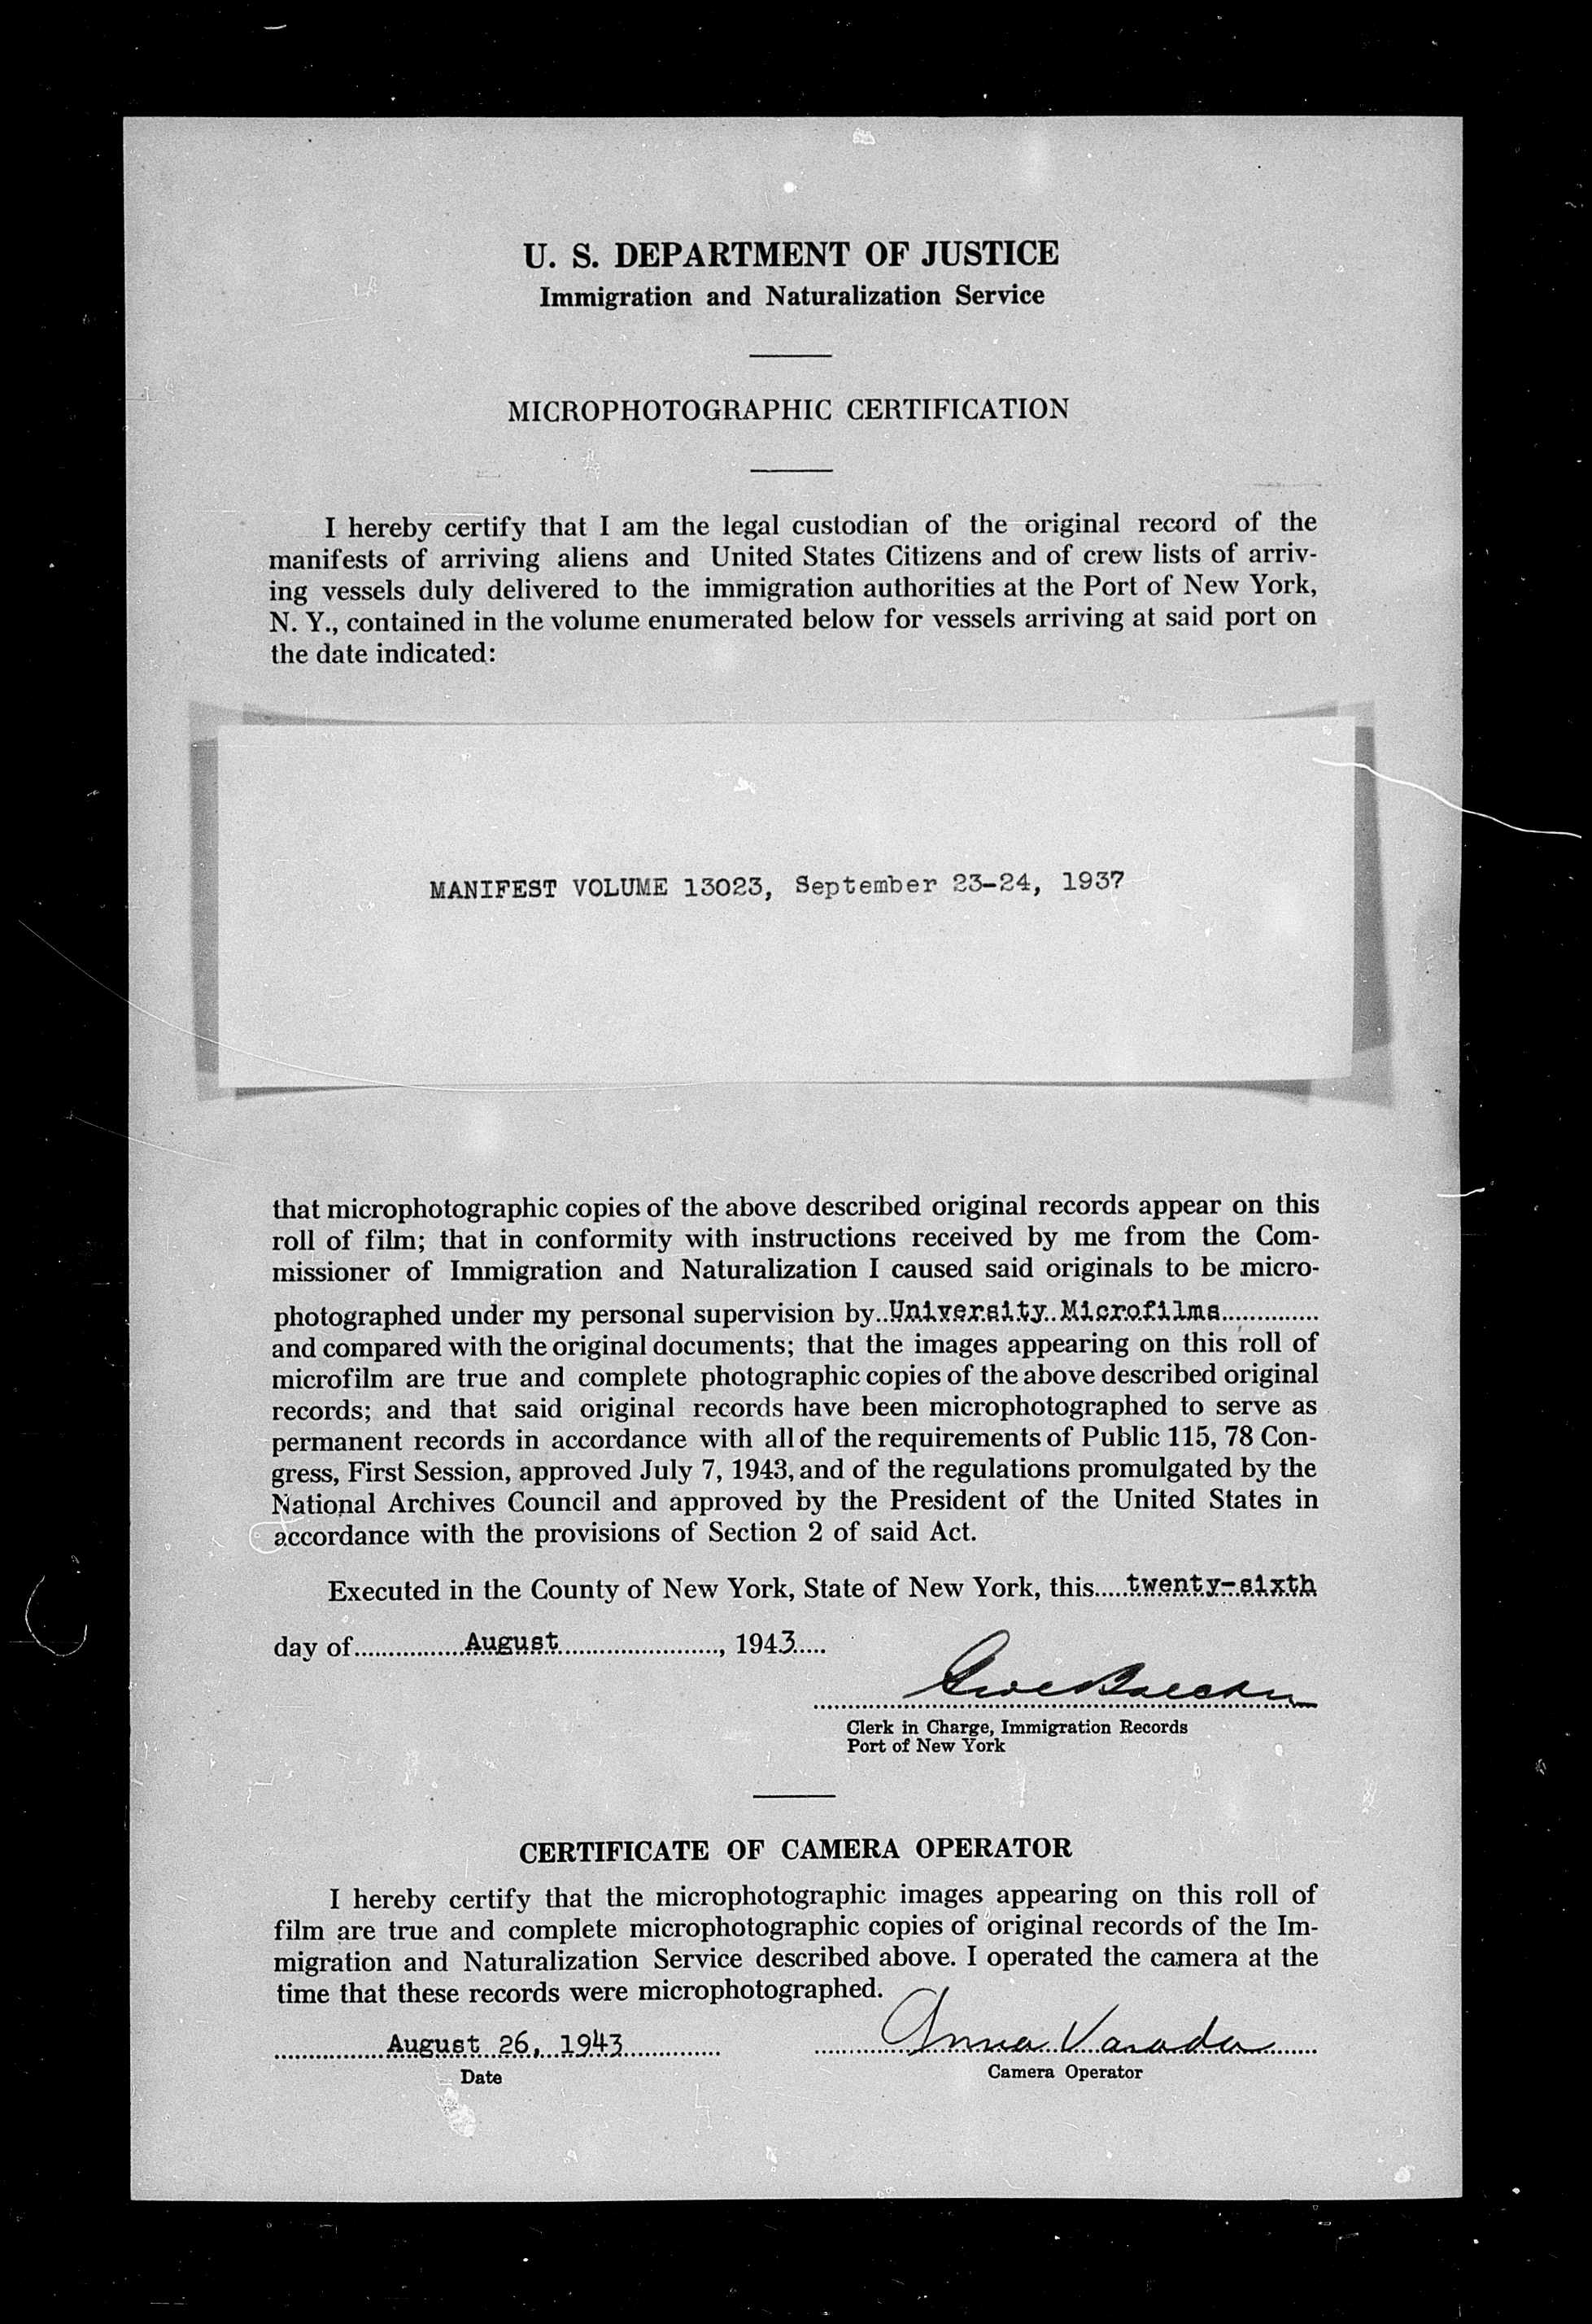 U. S. DEPARTMENT OF JUSTICE
Immigration and Naturalization Service
MICROPHOTOGRAPHIC CERTIFICATION
I hereby certify that I am the legal custodian of the original record of the
manifests of arriving aliens and United States Citizens and of crew lists of arriv-
ing vessels duly delivered to the immigration authorities at the Port of New York,
N. Y., contained in the volume enumerated below for vessels arriving at said port on
the date indicated:
MANIFEST VOLUME 13023, September 23-24, 1937
that microphotographic copies of the above described original records appear on this
roll of film; that in conformity with instructions received by me from the Com-
missioner of Immigration and Naturalization I caused said originals to be micro-
photographed under my personal supervision by..University..Microfilms..............
and compared with the original documents; that the images appearing on this roll of
microfilm are true and complete photographic copies of the above described original
records; and that said original records have been microphotographed to serve as
permanent records in accordance with all of the requirements of Public 115, 78 Con-
gress, First Session, approved July 7, 1943, and of the regulations promulgated by the
National Archives Council and approved by the President of the United States in
accordance with the provisions of Section 2 of said Act.
Executed in the County of New York, State of New York, this.....twenty-sixth
day of................August......................., 1943.....
Clerk in Charge, Immigration Records
Port of New York
CERTIFICATE OF CAMERA OPERATOR
I hereby certify that the microphotographic images appearing on this roll of
film are true and complete microphotographic copies of original records of the Im-
migration and Naturalization Service described above. I operated the camera at the
time that these records were microphotographed.
August 26, 1943 Anna Varada
Date Camera Operator